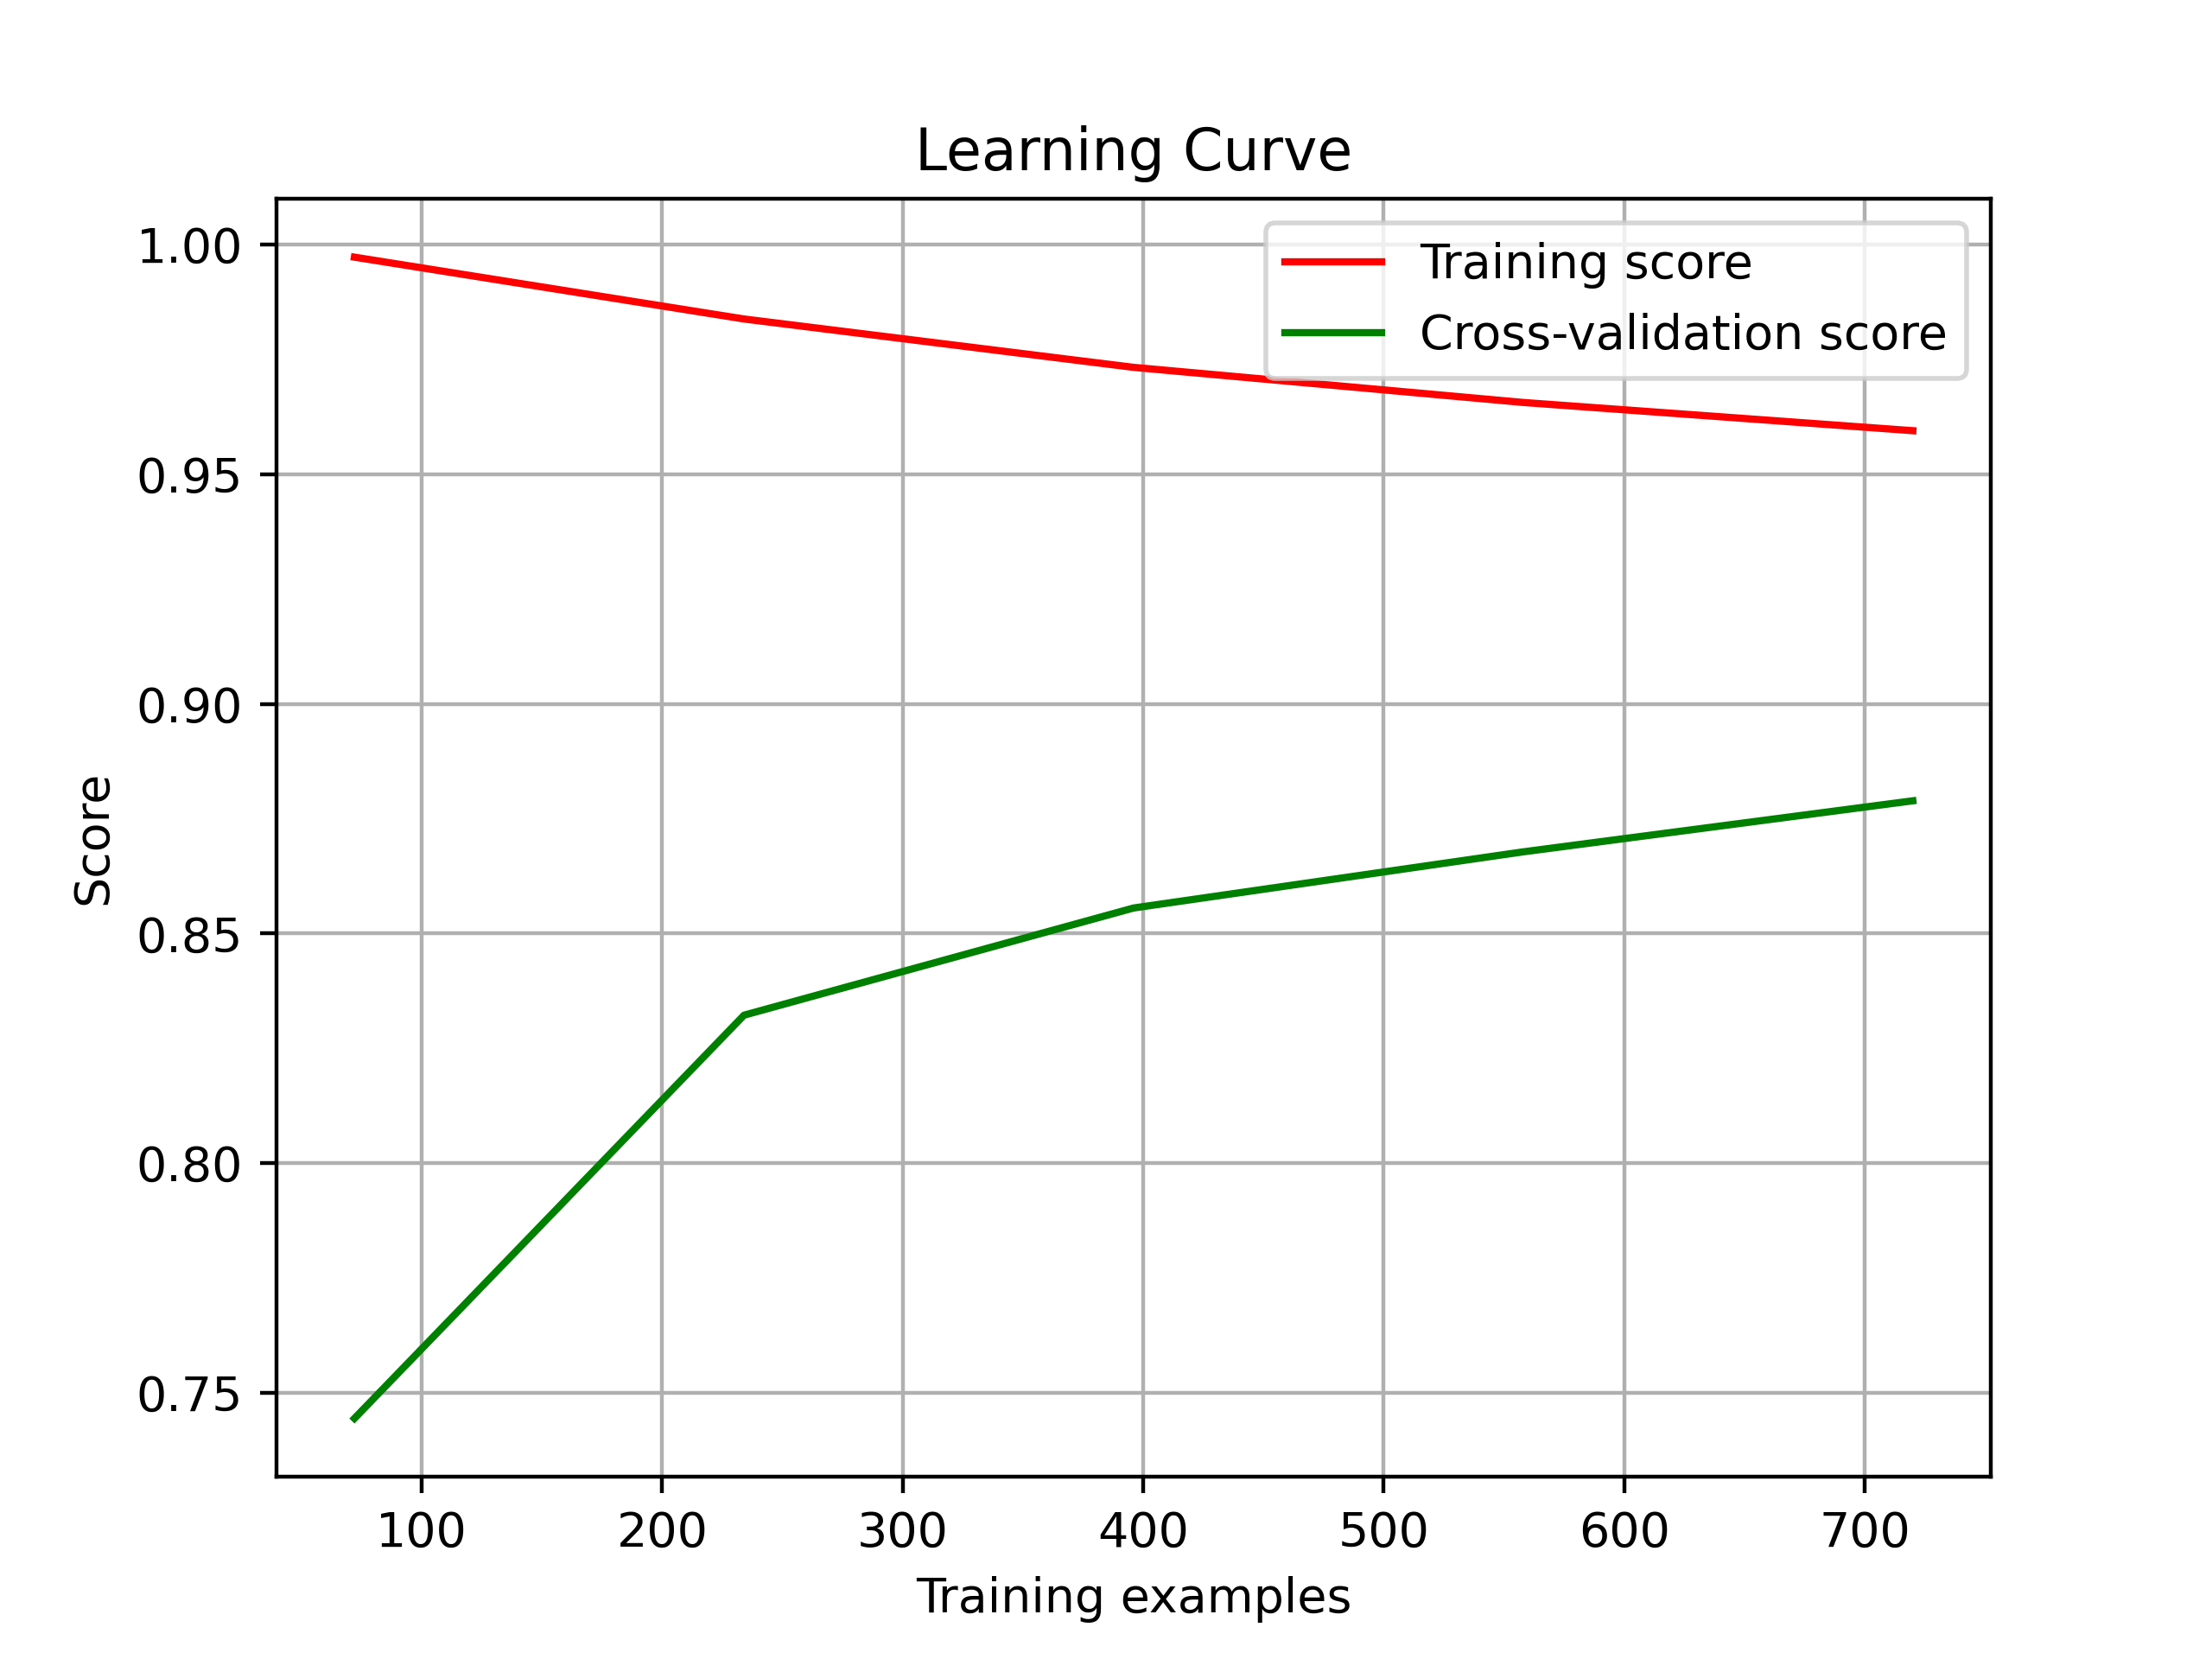 Learning Curve
1.00
0.95
0.90
0.85
0.80
0.75
Score
Training score
Cross-validation score
100 200 300 400 500 600 700
Training examples